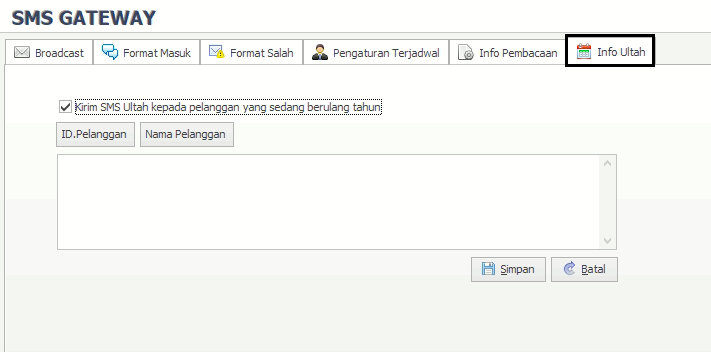 SMS GATEWAY
Broadcast Format Masuk Format Salah Pengaturan Terjadwal Info Pembacaan Info Ultah
Kirim SMS Ultah kepada pelanggan yang sedang berulang tahun
ID.Pelanggan Nama Pelanggan
Simpan Batal